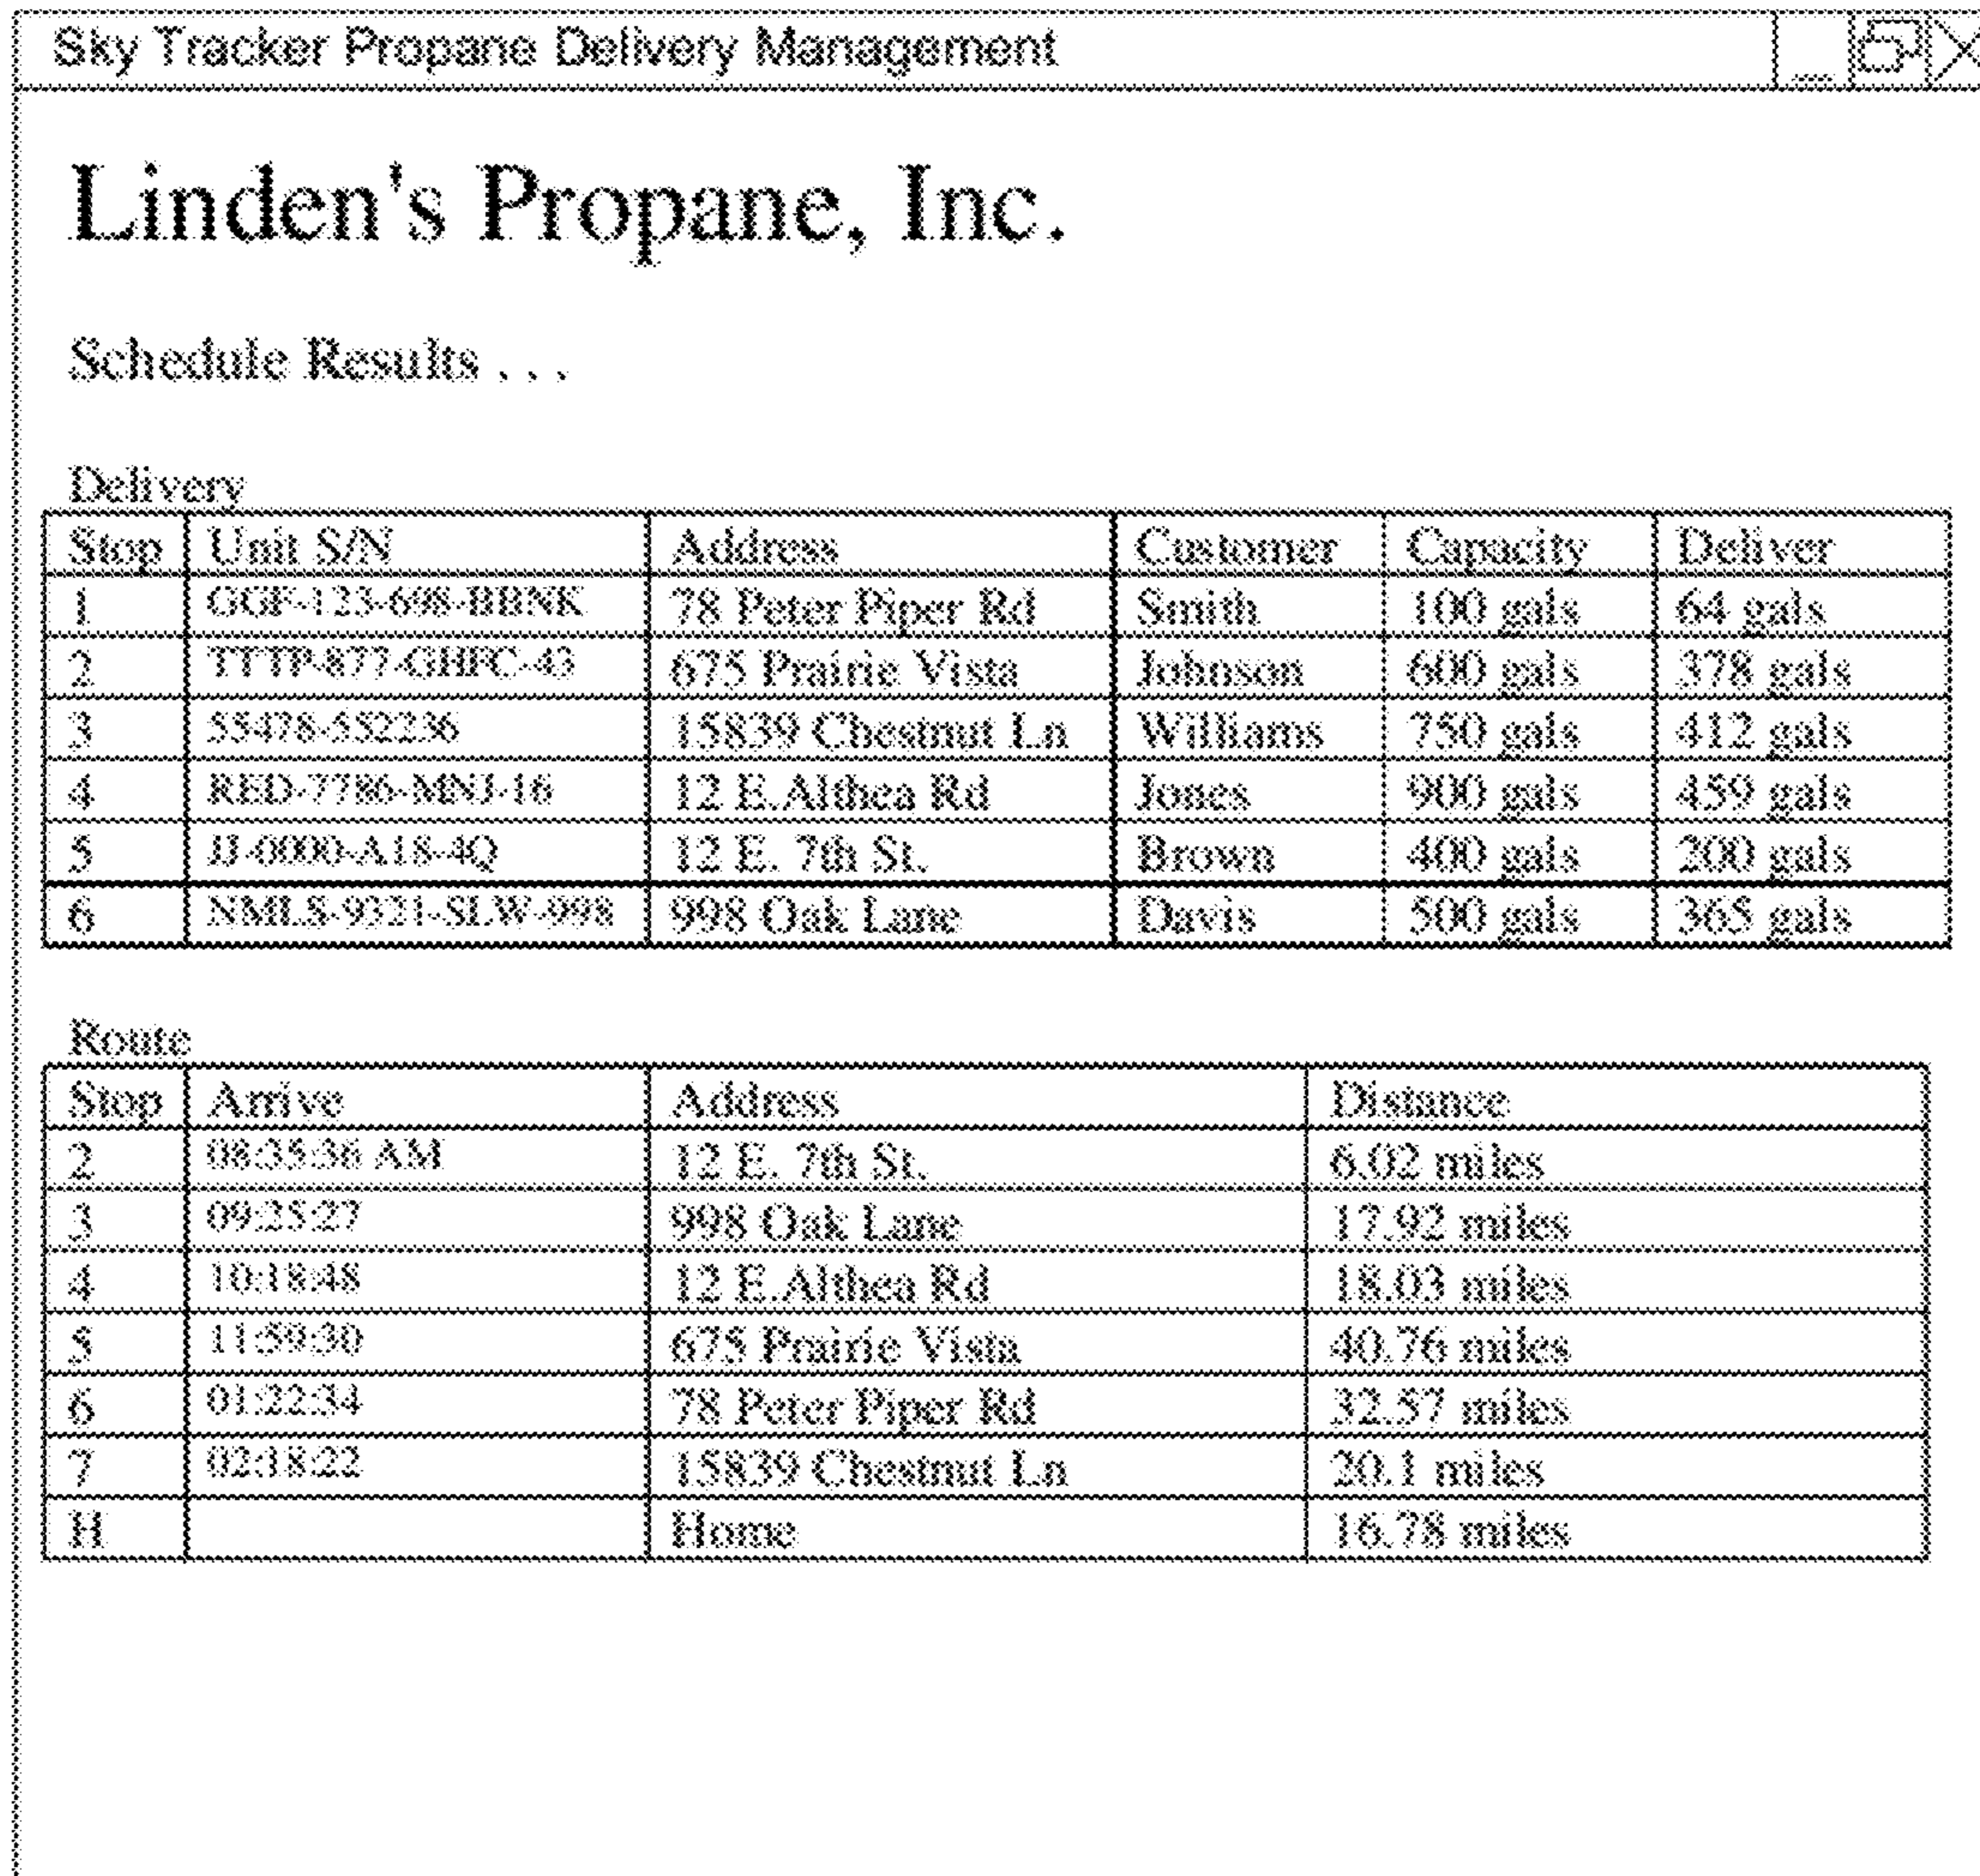 Sky Tracker Propane Delivery Management
Linden's Propane, Inc.
Schedule Results . . .
Delivery
Stop Unit S/N Address Customer Capacity Deliver
1 GGF-123-698-BBNK 78 Peter Piper Rd Smith 100 gals 64 gals
2 TTTP-877-GHFC-43 675 Prairie Vista Johnson 600 gals 378 gals
3 55478-552236 15839 Chestnut Ln Williams 750 gals 412 gals
4 RED-7786-MNJ-16 12 E.Althea Rd Jones 900 gals 459 gals
5 JJ-0000-A18-4Q 12 E. 7th St. Brown 400 gals 200 gals
6 NMLS-9321-SLW-998 998 Oak Lane Davis 500 gals 365 gals
Route
Stop Arrive Address Distance
2 08:35:36 AM 12 E. 7th St. 6.02 miles
3 09:25:27 998 Oak Lane 17.92 miles
4 10:18:48 12 E.Althea Rd 18.03 miles
5 11:59:30 675 Prairie Vista 40.76 miles
6 01:22:34 78 Peter Piper Rd 32.57 miles
7 02:18:22 15839 Chestnut Ln 20.1 miles
H Home 16.78 miles